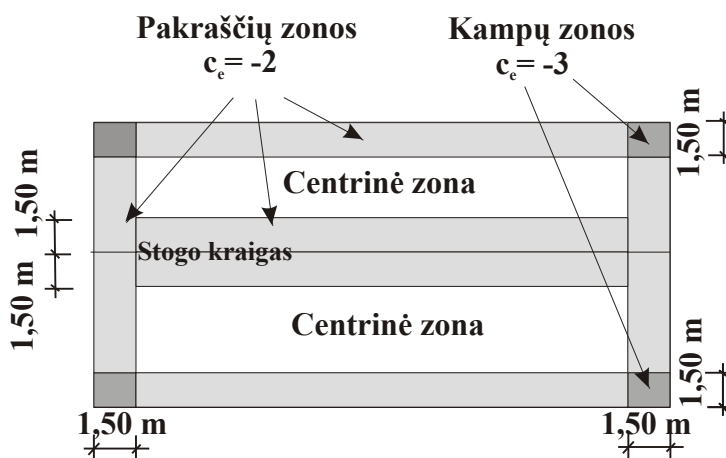 Pakraščių zonos
cₑ= -2
Kampų zonos
cₑ= -3
1,50 m
Centrinė zona
1,50 m
Stogo kraigas
1,50 m
Centrinė zona
1,50 m
1,50 m
1,50 m